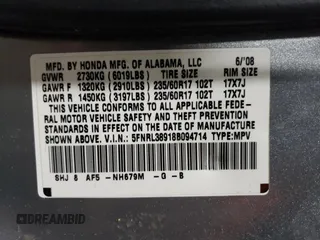 MFD. BY HONDA MFG. OF ALABAMA, LLC 6/'08
GVWR 2730KG (6019LBS) TIRE SIZE RIM SIZE
GAWR F 1320KG (2910LBS) 235/60R17 102T 17X7J
GAWR R 1450KG (3197LBS) 235/60R17 102T 17X7J
THIS VEHICLE CONFORMS TO ALL APPLICABLE FEDE-
RAL MOTOR VEHICLE SAFETY AND THEFT PREVENTION
STANDARDS IN EFFECT ON THE DATE OF MANUFACTURE
SHOWN ABOVE. 5FNRL38918B094714 TYPE:MPV
SHJ 8 AF5 -NH679M -G -B
DREAMBID